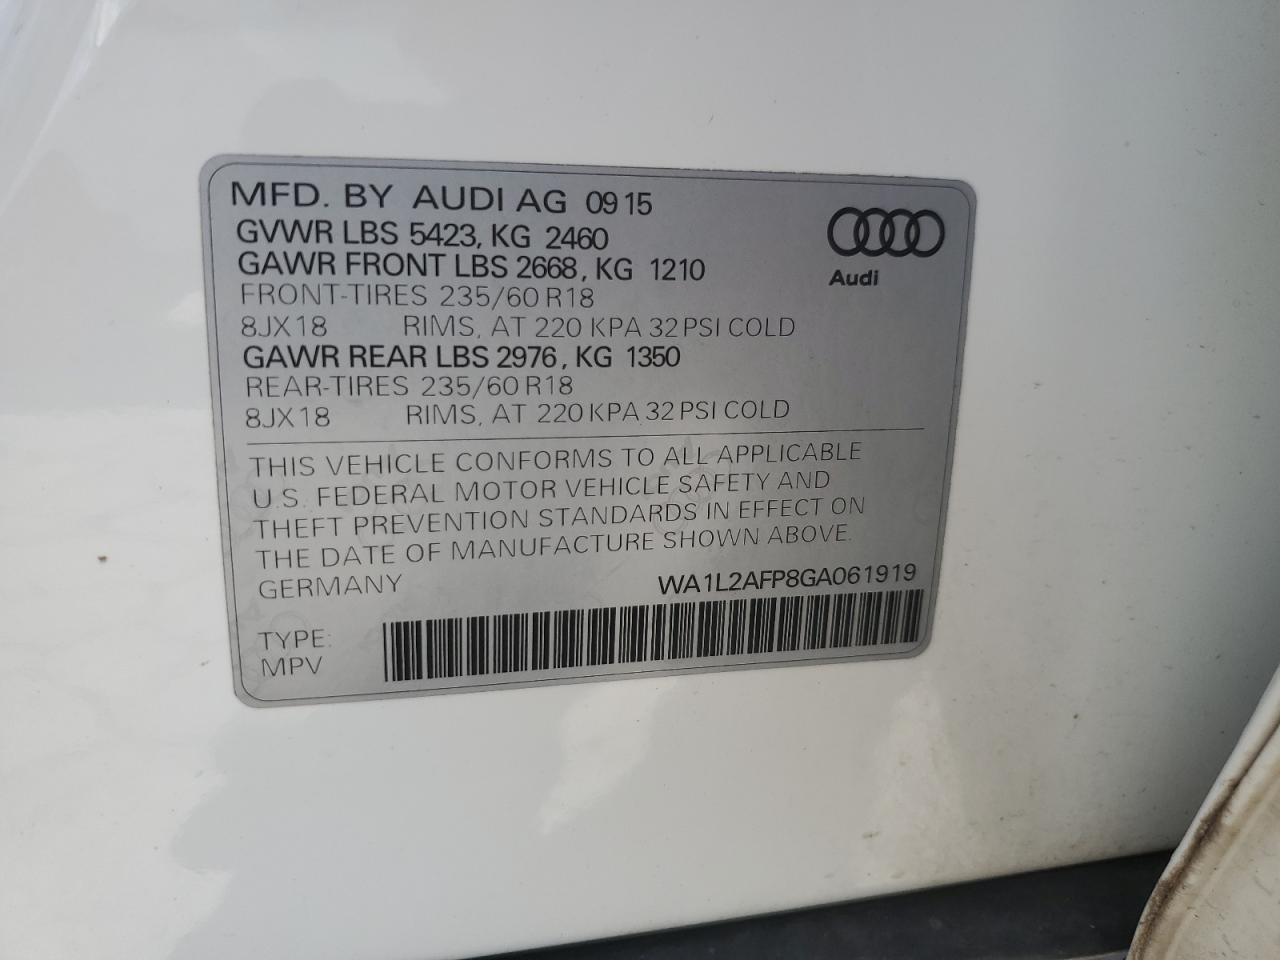 MFD. BY AUDI AG 09 15
GVWR LBS 5423, KG 2460
GAWR FRONT LBS 2668, KG 1210
FRONT-TIRES 235/60 R18
8JX18 RIMS, AT 220 KPA 32 PSI COLD
GAWR REAR LBS 2976, KG 1350
REAR-TIRES 235/60 R18
8JX18 RIMS, AT 220 KPA 32 PSI COLD
Audi
THIS VEHICLE CONFORMS TO ALL APPLICABLE
U.S. FEDERAL MOTOR VEHICLE SAFETY AND
THEFT PREVENTION STANDARDS IN EFFECT ON
THE DATE OF MANUFACTURE SHOWN ABOVE.
GERMANY WA1L2AFP8GA061919
TYPE:
MPV